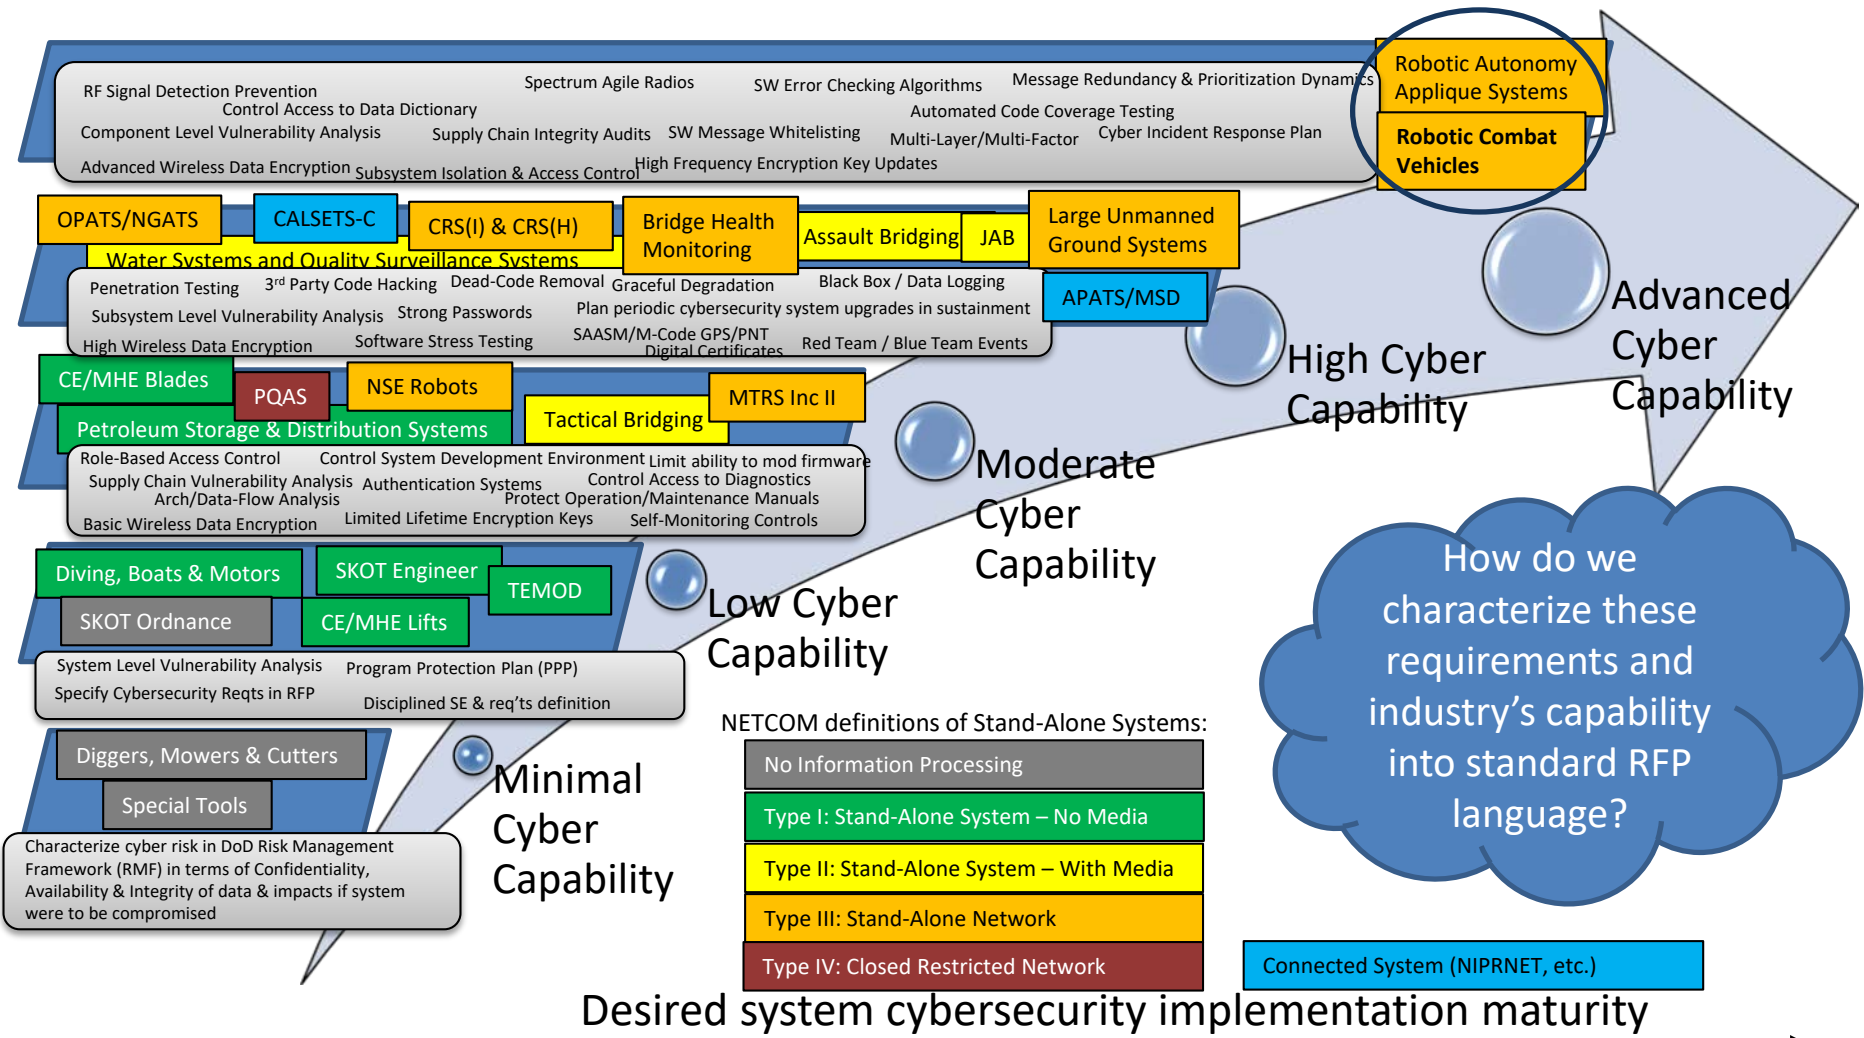 RF Signal Detection Prevention
Spectrum Agile Radios
SW Error Checking Algorithms
Message Redundancy & Prioritization Dynamics
Control Access to Data Dictionary
Automated Code Coverage Testing
Component Level Vulnerability Analysis
Supply Chain Integrity Audits
SW Message Whitelisting
Multi-Layer/Multi-Factor
Cyber Incident Response Plan
Advanced Wireless Data Encryption
Subsystem Isolation & Access Control
High Frequency Encryption Key Updates
Robotic Autonomy
Applique Systems
Robotic Combat
Vehicles
OPATS/NGATS
CALSETS-C
CRS(I) & CRS(H)
Bridge Health
Monitoring
Assault Bridging
JAB
Large Unmanned
Ground Systems
Water Systems and Quality Surveillance Systems
APATS/MSD
Penetration Testing
3rd Party Code Hacking
Dead-Code Removal
Graceful Degradation
Black Box / Data Logging
Subsystem Level Vulnerability Analysis
Strong Passwords
Plan periodic cybersecurity system upgrades in sustainment
High Wireless Data Encryption
Software Stress Testing
SAASM/M-Code GPS/PNT
Digital Certificates
Red Team / Blue Team Events
Advanced
Cyber
Capability
High Cyber
Capability
CE/MHE Blades
PQAS
NSE Robots
MTRS Inc II
Petroleum Storage & Distribution Systems
Tactical Bridging
Role-Based Access Control
Control System Development Environment
Limit ability to mod firmware
Supply Chain Vulnerability Analysis
Authentication Systems
Control Access to Diagnostics
Arch/Data-Flow Analysis
Protect Operation/Maintenance Manuals
Basic Wireless Data Encryption
Limited Lifetime Encryption Keys
Self-Monitoring Controls
Moderate
Cyber
Capability
Diving, Boats & Motors
SKOT Engineer
TEMOD
SKOT Ordnance
CE/MHE Lifts
Low Cyber
Capability
System Level Vulnerability Analysis
Program Protection Plan (PPP)
Specify Cybersecurity Reqts in RFP
Disciplined SE & req'ts definition
Diggers, Mowers & Cutters
Special Tools
Minimal
Cyber
Capability
Characterize cyber risk in DoD Risk Management
Framework (RMF) in terms of Confidentiality,
Availability & Integrity of data & impacts if system
were to be compromised
How do we
characterize these
requirements and
industry's capability
into standard RFP
language?
NETCOM definitions of Stand-Alone Systems:
No Information Processing
Type I: Stand-Alone System – No Media
Type II: Stand-Alone System – With Media
Type III: Stand-Alone Network
Type IV: Closed Restricted Network
Connected System (NIPRNET, etc.)
Desired system cybersecurity implementation maturity